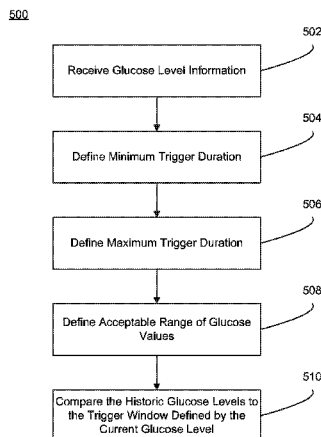 500
502
Receive Glucose Level Information
504
Define Minimum Trigger Duration
506
Define Maximum Trigger Duration
508
Define Acceptable Range of Glucose
Values
510
Compare the Historic Glucose Levels to
the Trigger Window Defined by the
Current Glucose Level